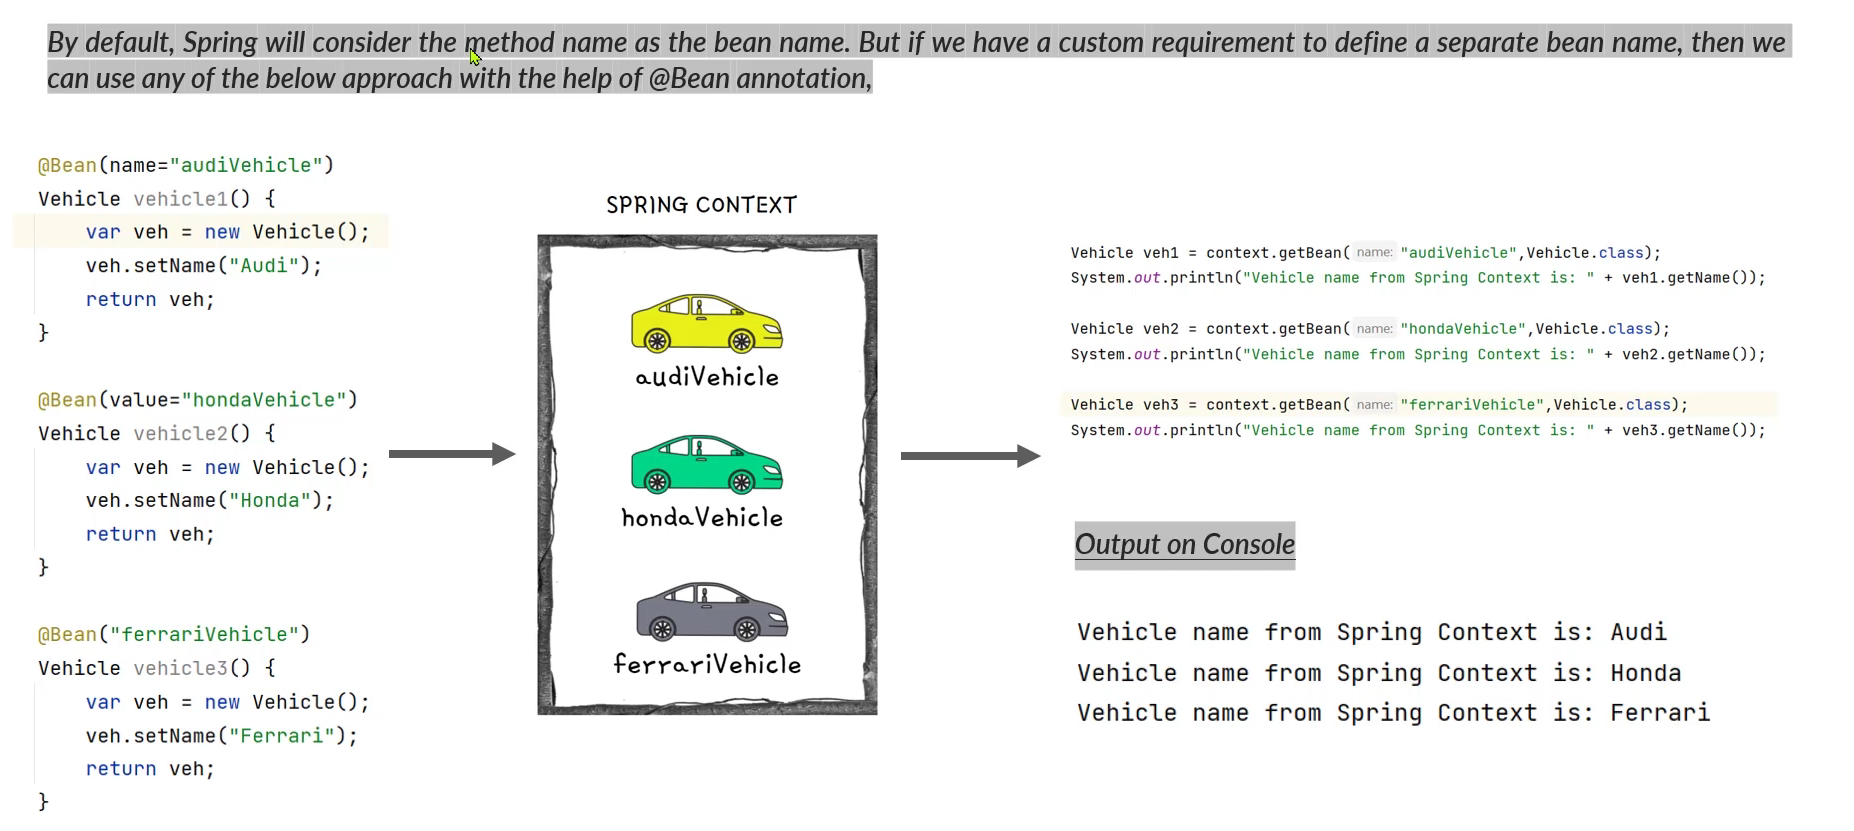 By default, Spring will consider the method name as the bean name. But if we have a custom requirement to define a separate bean name, then we
can use any of the below approach with the help of @Bean annotation,
@Bean(name="audiVehicle")
Vehicle vehicle1() {
    var veh = new Vehicle();
    veh.setName("Audi");
    return veh;
}
@Bean(value="hondaVehicle")
Vehicle vehicle2() {
    var veh = new Vehicle();
    veh.setName("Honda");
    return veh;
}
@Bean("ferrariVehicle")
Vehicle vehicle3() {
    var veh = new Vehicle();
    veh.setName("Ferrari");
    return veh;
}
SPRING CONTEXT
audiVehicle
hondaVehicle
ferrariVehicle
Vehicle veh1 = context.getBean( name: "audiVehicle",Vehicle.class);
System.out.println("Vehicle name from Spring Context is: " + veh1.getName());
Vehicle veh2 = context.getBean( name: "hondaVehicle",Vehicle.class);
System.out.println("Vehicle name from Spring Context is: " + veh2.getName());
Vehicle veh3 = context.getBean( name: "ferrariVehicle",Vehicle.class);
System.out.println("Vehicle name from Spring Context is: " + veh3.getName());
Output on Console
Vehicle name from Spring Context is: Audi
Vehicle name from Spring Context is: Honda
Vehicle name from Spring Context is: Ferrari